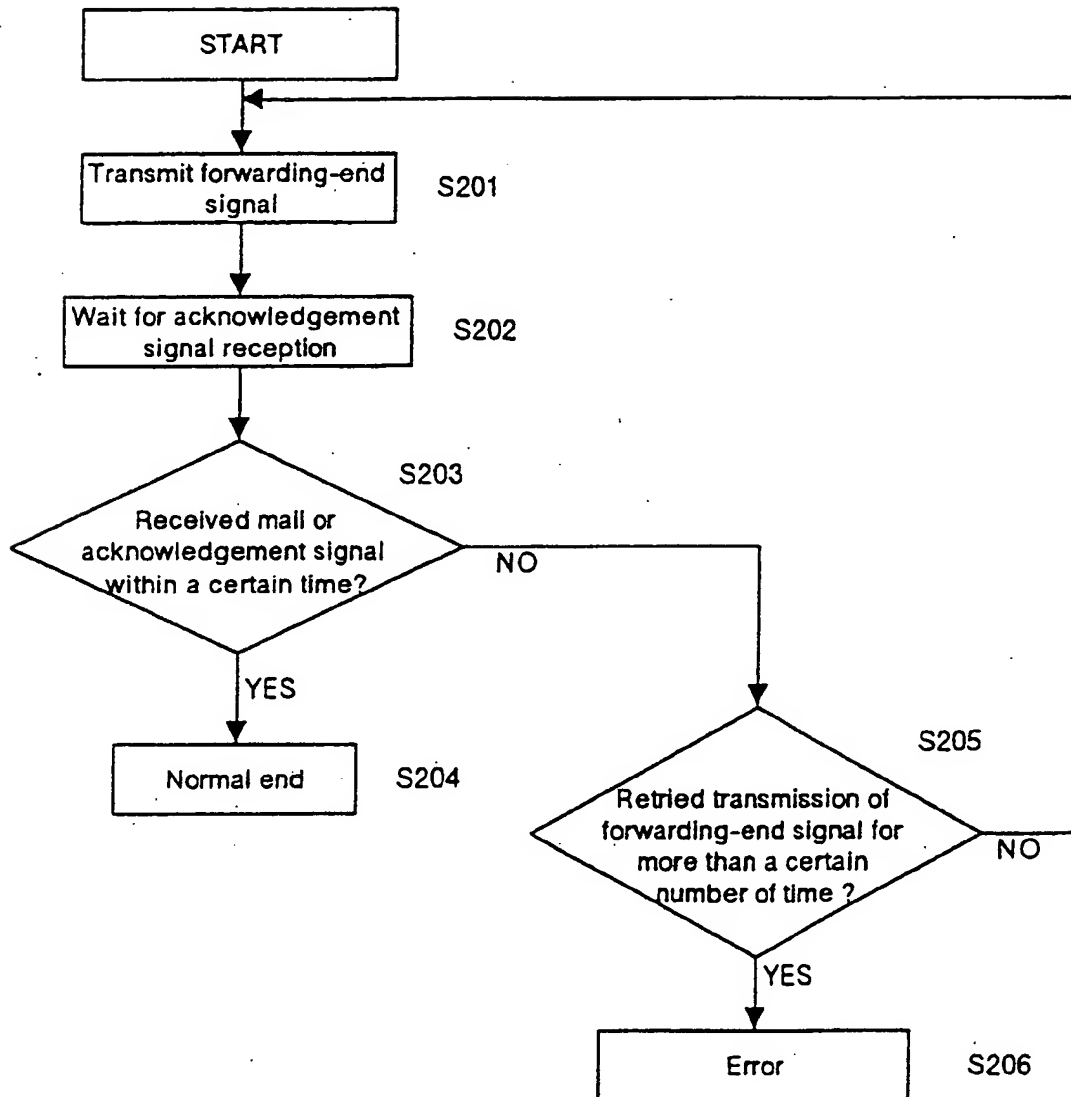 START
Transmit forwarding-end
signal
S201
Wait for acknowledgement
signal reception
S202
S203
Received mail or
acknowledgement signal
within a certain time?
NO
YES
Normal end
S204
S205
Retried transmission of
forwarding-end signal for
more than a certain
number of time ?
NO
YES
Error
S206